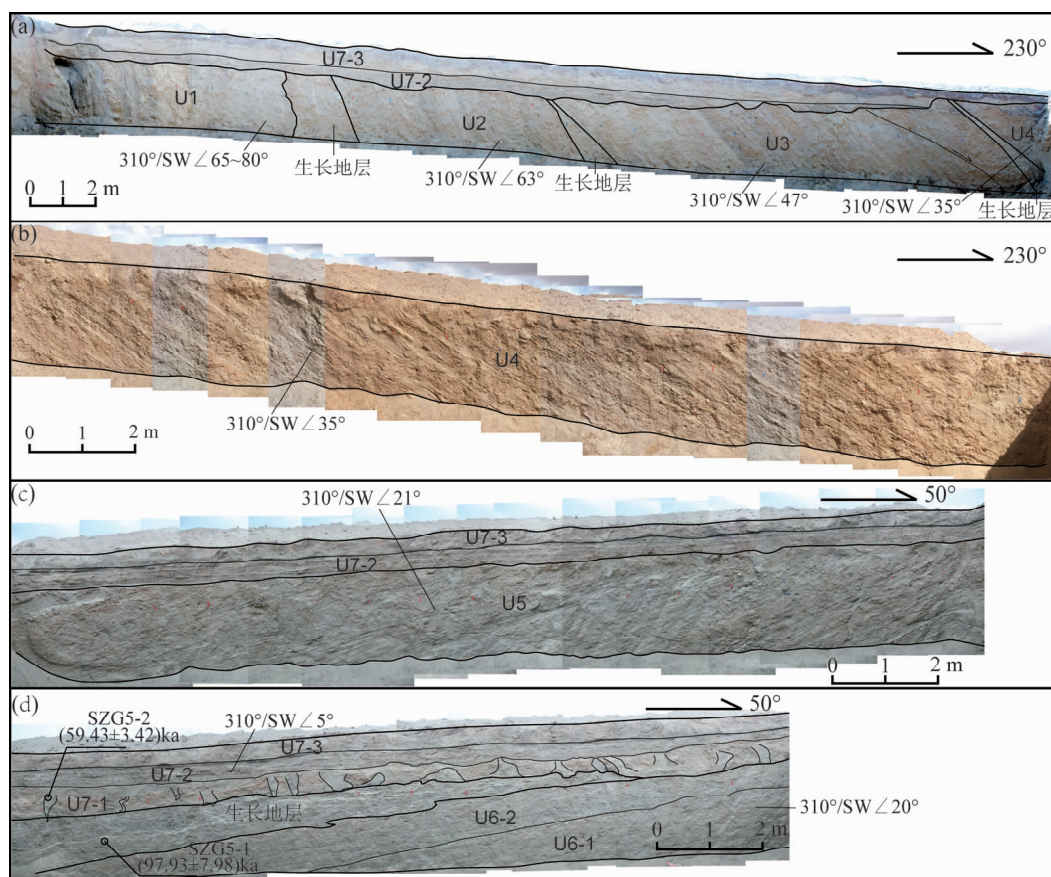 (a)
230°
U7-3
U7-2
U1
U2
U3
U4
310°/SW∠65~80°
生长地层
310°/SW∠63°
生长地层
310°/SW∠47°
310°/SW∠35°
生长地层
0 1 2 m
(b)
230°
U4
310°/SW∠35°
0 1 2 m
(c)
310°/SW∠21°
50°
U7-3
U7-2
U5
0 1 2 m
(d)
SZG5-2
(59.43±3.42)ka
310°/SW∠5°
50°
U7-3
U7-2
U7-1
生长地层
U6-2
310°/SW∠20°
U6-1
0 1 2 m
SZG5-1
(97.93±7.98)ka